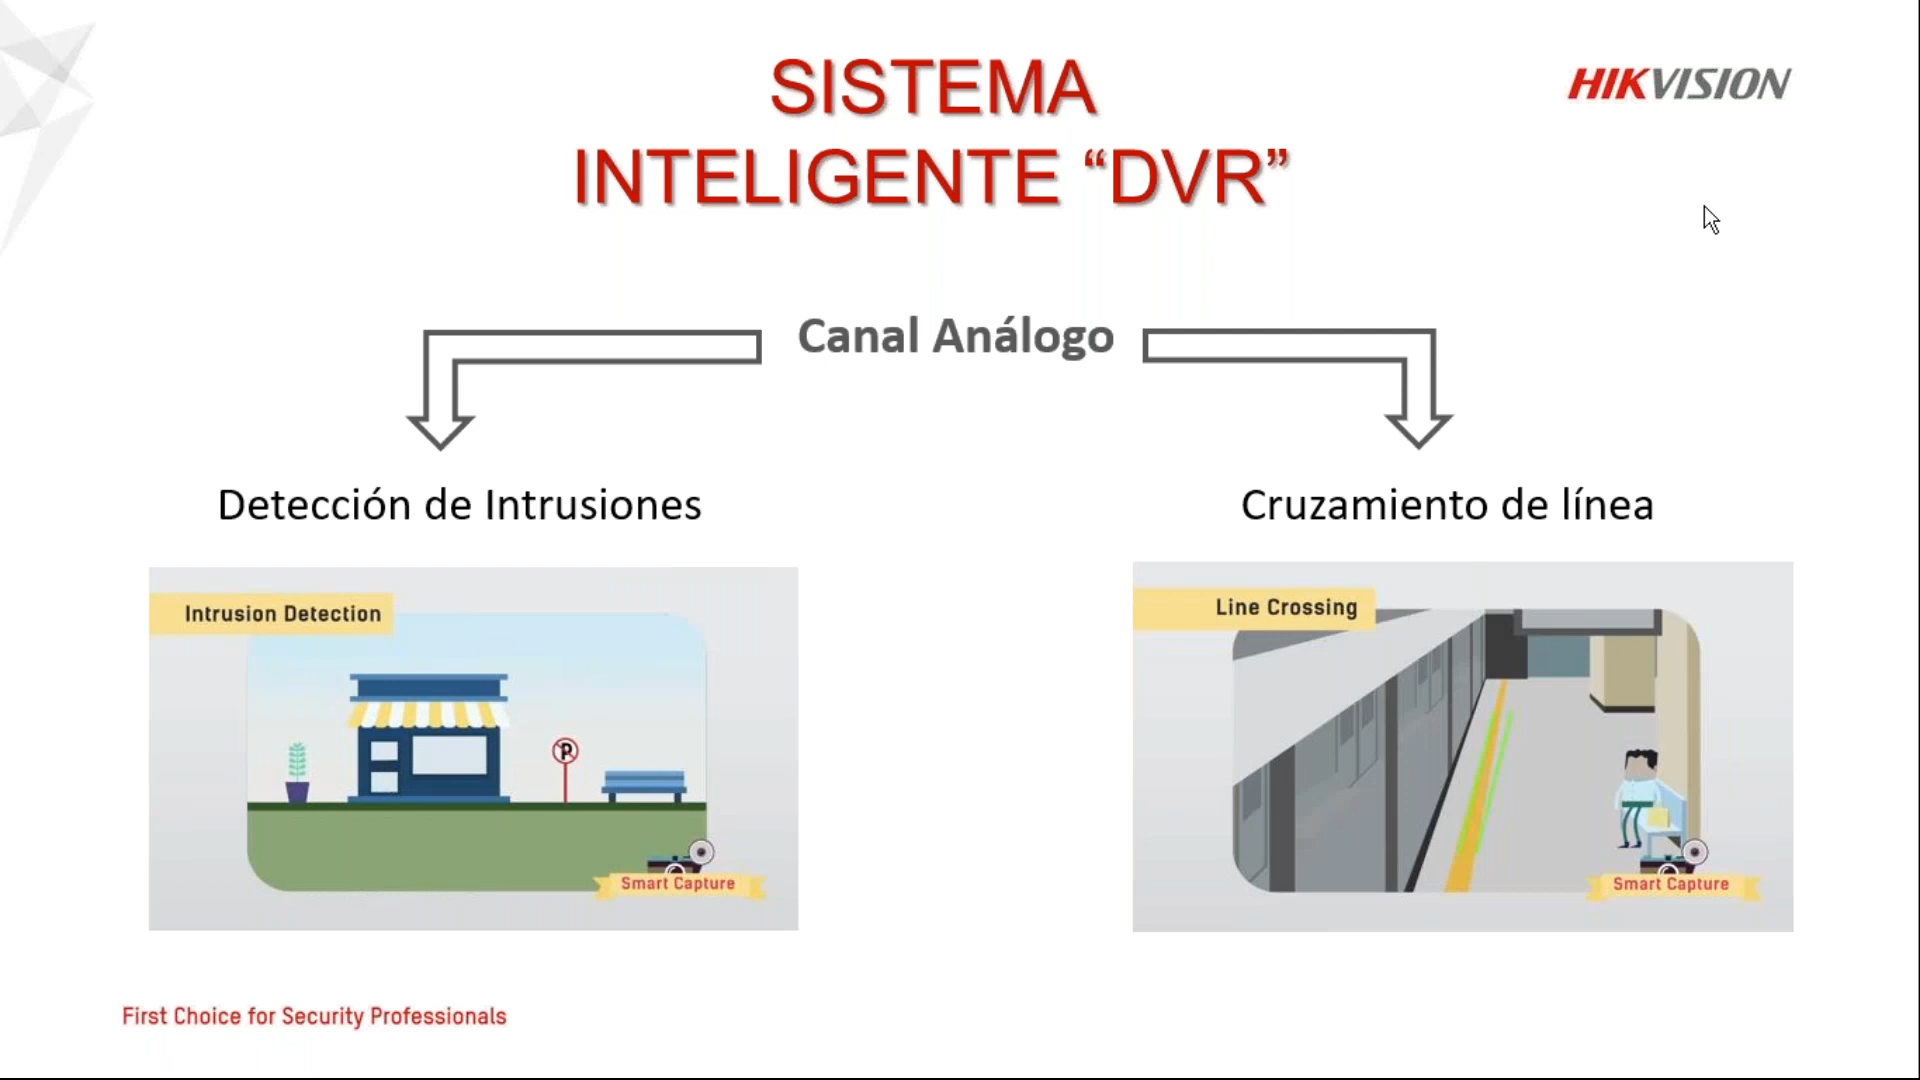 SISTEMA
INTELIGENTE “DVR”
HIKVISION
Canal Análogo
Detección de Intrusiones
Cruzamiento de línea
Intrusion Detection
P
Smart Capture
Line Crossing
Smart Capture
First Choice for Security Professionals